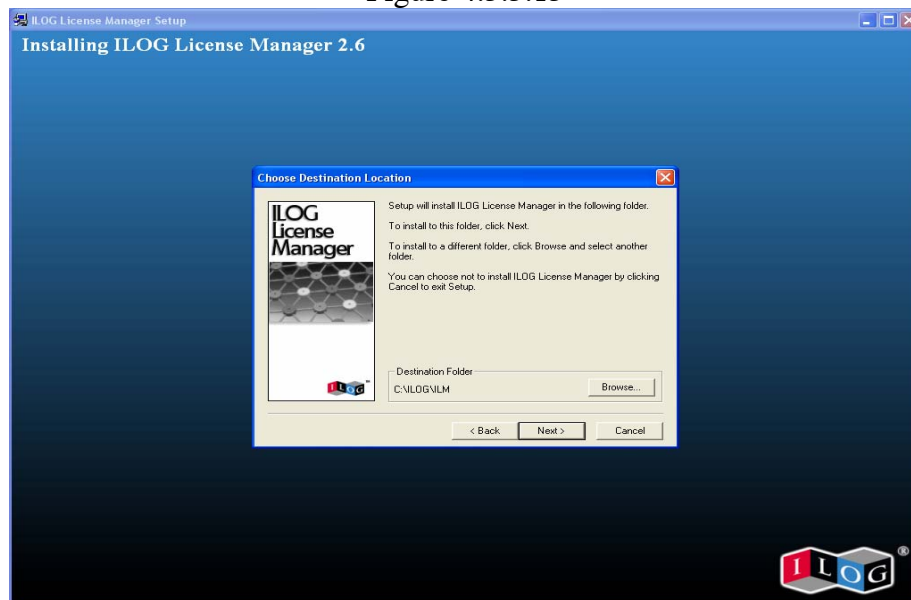 ILOG License Manager Setup
Installing ILOG License Manager 2.6
Choose Destination Location
ILOG
License
Manager
Setup will install ILOG License Manager in the following folder.
To install to this folder, click Next.
To install to a different folder, click Browse and select another
folder.
You can choose not to install ILOG License Manager by clicking
Cancel to exit Setup.
Destination Folder
C:\ILOG\ILM
Browse...
ILOG
< Back
Next >
Cancel
ILOG®